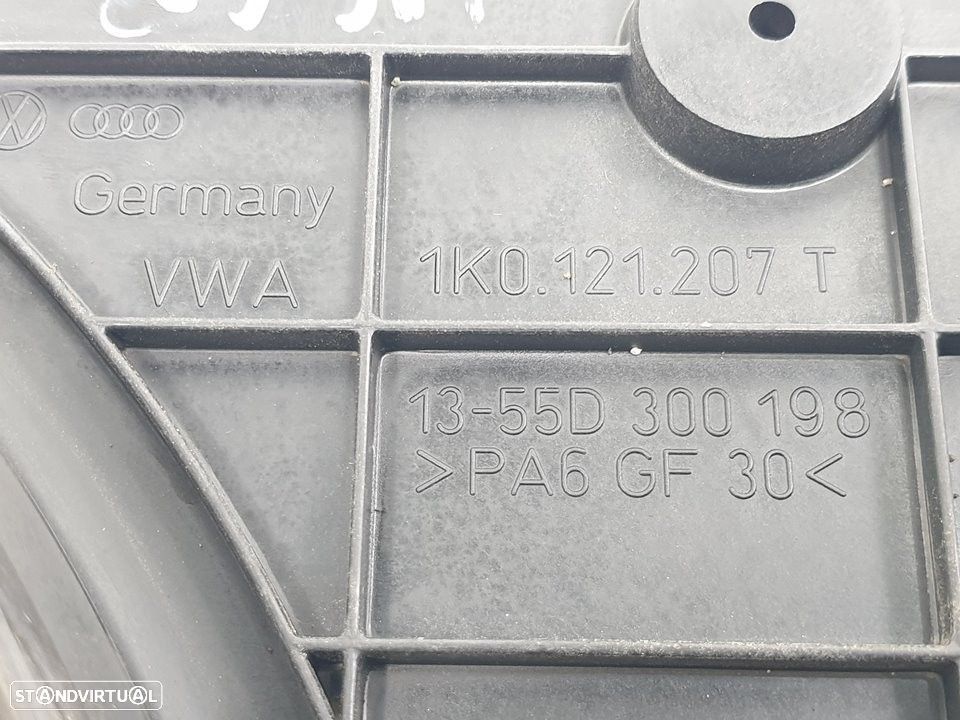 Germany
VWA
1K0.121.207 T
13-55D 300 198
>PA6 GF 30<
STANDVIRTUAL